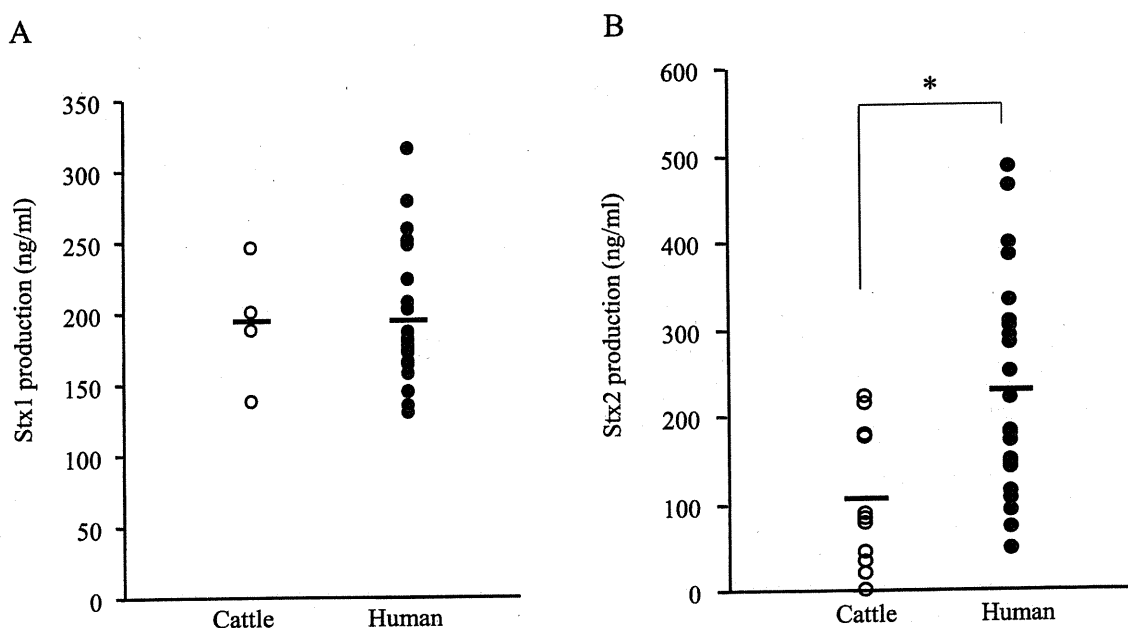 A
Stx1 production (ng/ml)
350
300
250
200
150
100
50
0
Cattle
Human
B
Stx2 production (ng/ml)
600
500
400
300
200
100
0
*
Cattle
Human